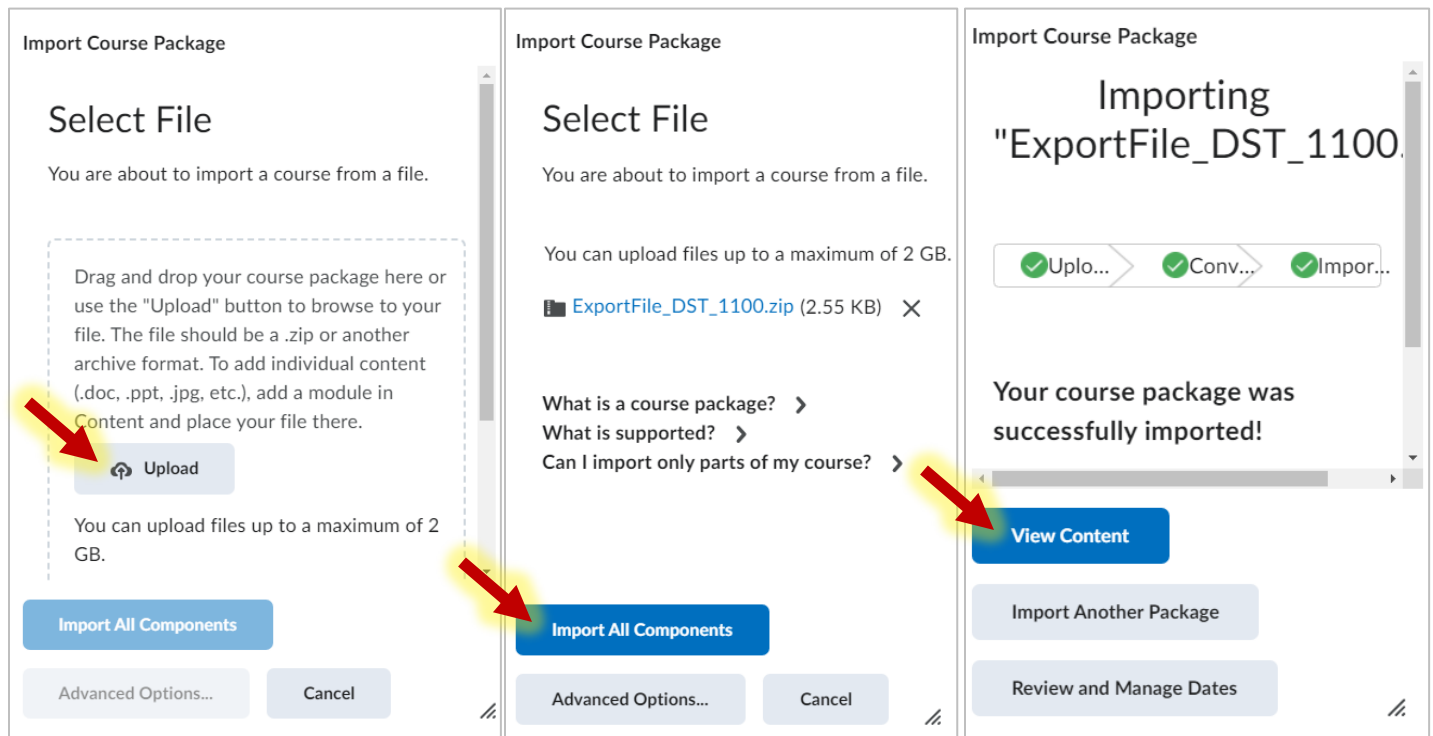 Import Course Package
Select File
You are about to import a course from a file.
Drag and drop your course package here or
use the "Upload" button to browse to your
file. The file should be a .zip or another
archive format. To add individual content
(.doc, .ppt, .jpg, etc.), add a module in
Content and place your file there.
Upload
You can upload files up to a maximum of 2
GB.
Import All Components
Advanced Options...
Cancel
Import Course Package
Select File
You are about to import a course from a file.
You can upload files up to a maximum of 2 GB.
ExportFile_DST_1100.zip (2.55 KB)
What is a course package?
What is supported?
Can I import only parts of my course?
Import All Components
Advanced Options...
Cancel
Import Course Package
Importing
"ExportFile_DST_1100.
Uplo...
Conv...
Impor...
Your course package was
successfully imported!
View Content
Import Another Package
Review and Manage Dates